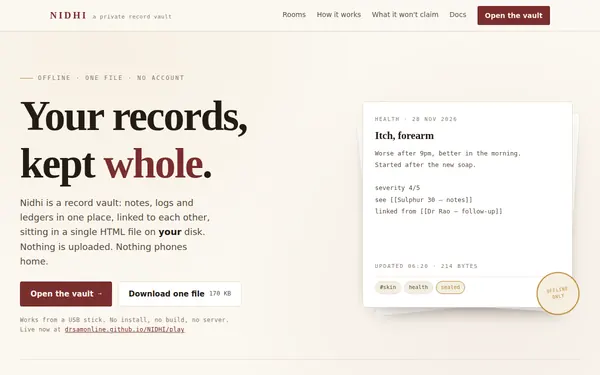 NIDHI a private record vault
Rooms How it works What it won't claim Docs Open the vault
OFFLINE · ONE FILE · NO ACCOUNT
Your records,
kept whole.
Nidhi is a record vault: notes, logs and
ledgers in one place, linked to each other,
sitting in a single HTML file on your disk.
Nothing is uploaded. Nothing phones
home.
Open the vault → Download one file 170 KB
Works from a USB stick. No install, no build, no server.
Live now at drsamonline.github.io/NIDHI/play
HEALTH · 28 NOV 2026
Itch, forearm
Worse after 9pm, better in the morning.
Started after the new soap.
severity 4/5
see [[Sulphur 30 — notes]]
linked from [[Dr Rao — follow-up]]
UPDATED 06:20 · 214 BYTES
#skin health sealed
OFFLINE
ONLY